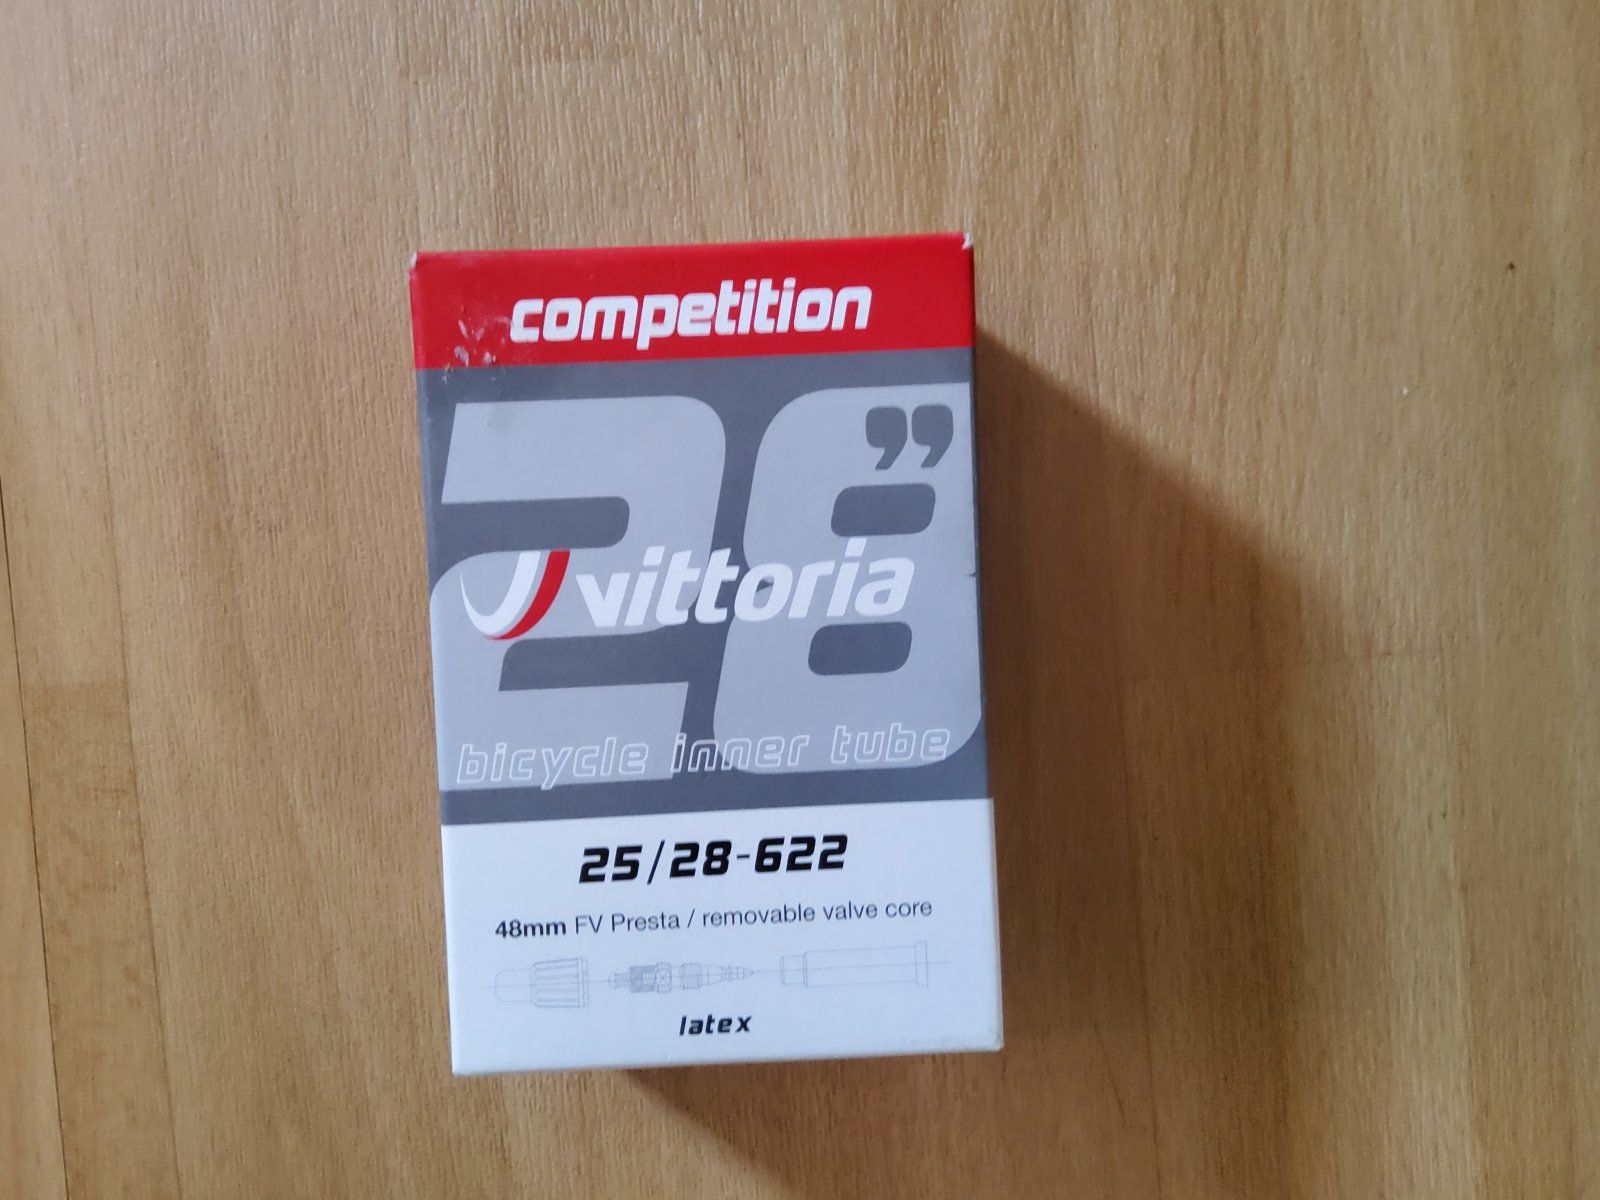 competition
28”
vittoria
bicycle inner tube
25/28-622
48mm FV Presta / removable valve core
latex